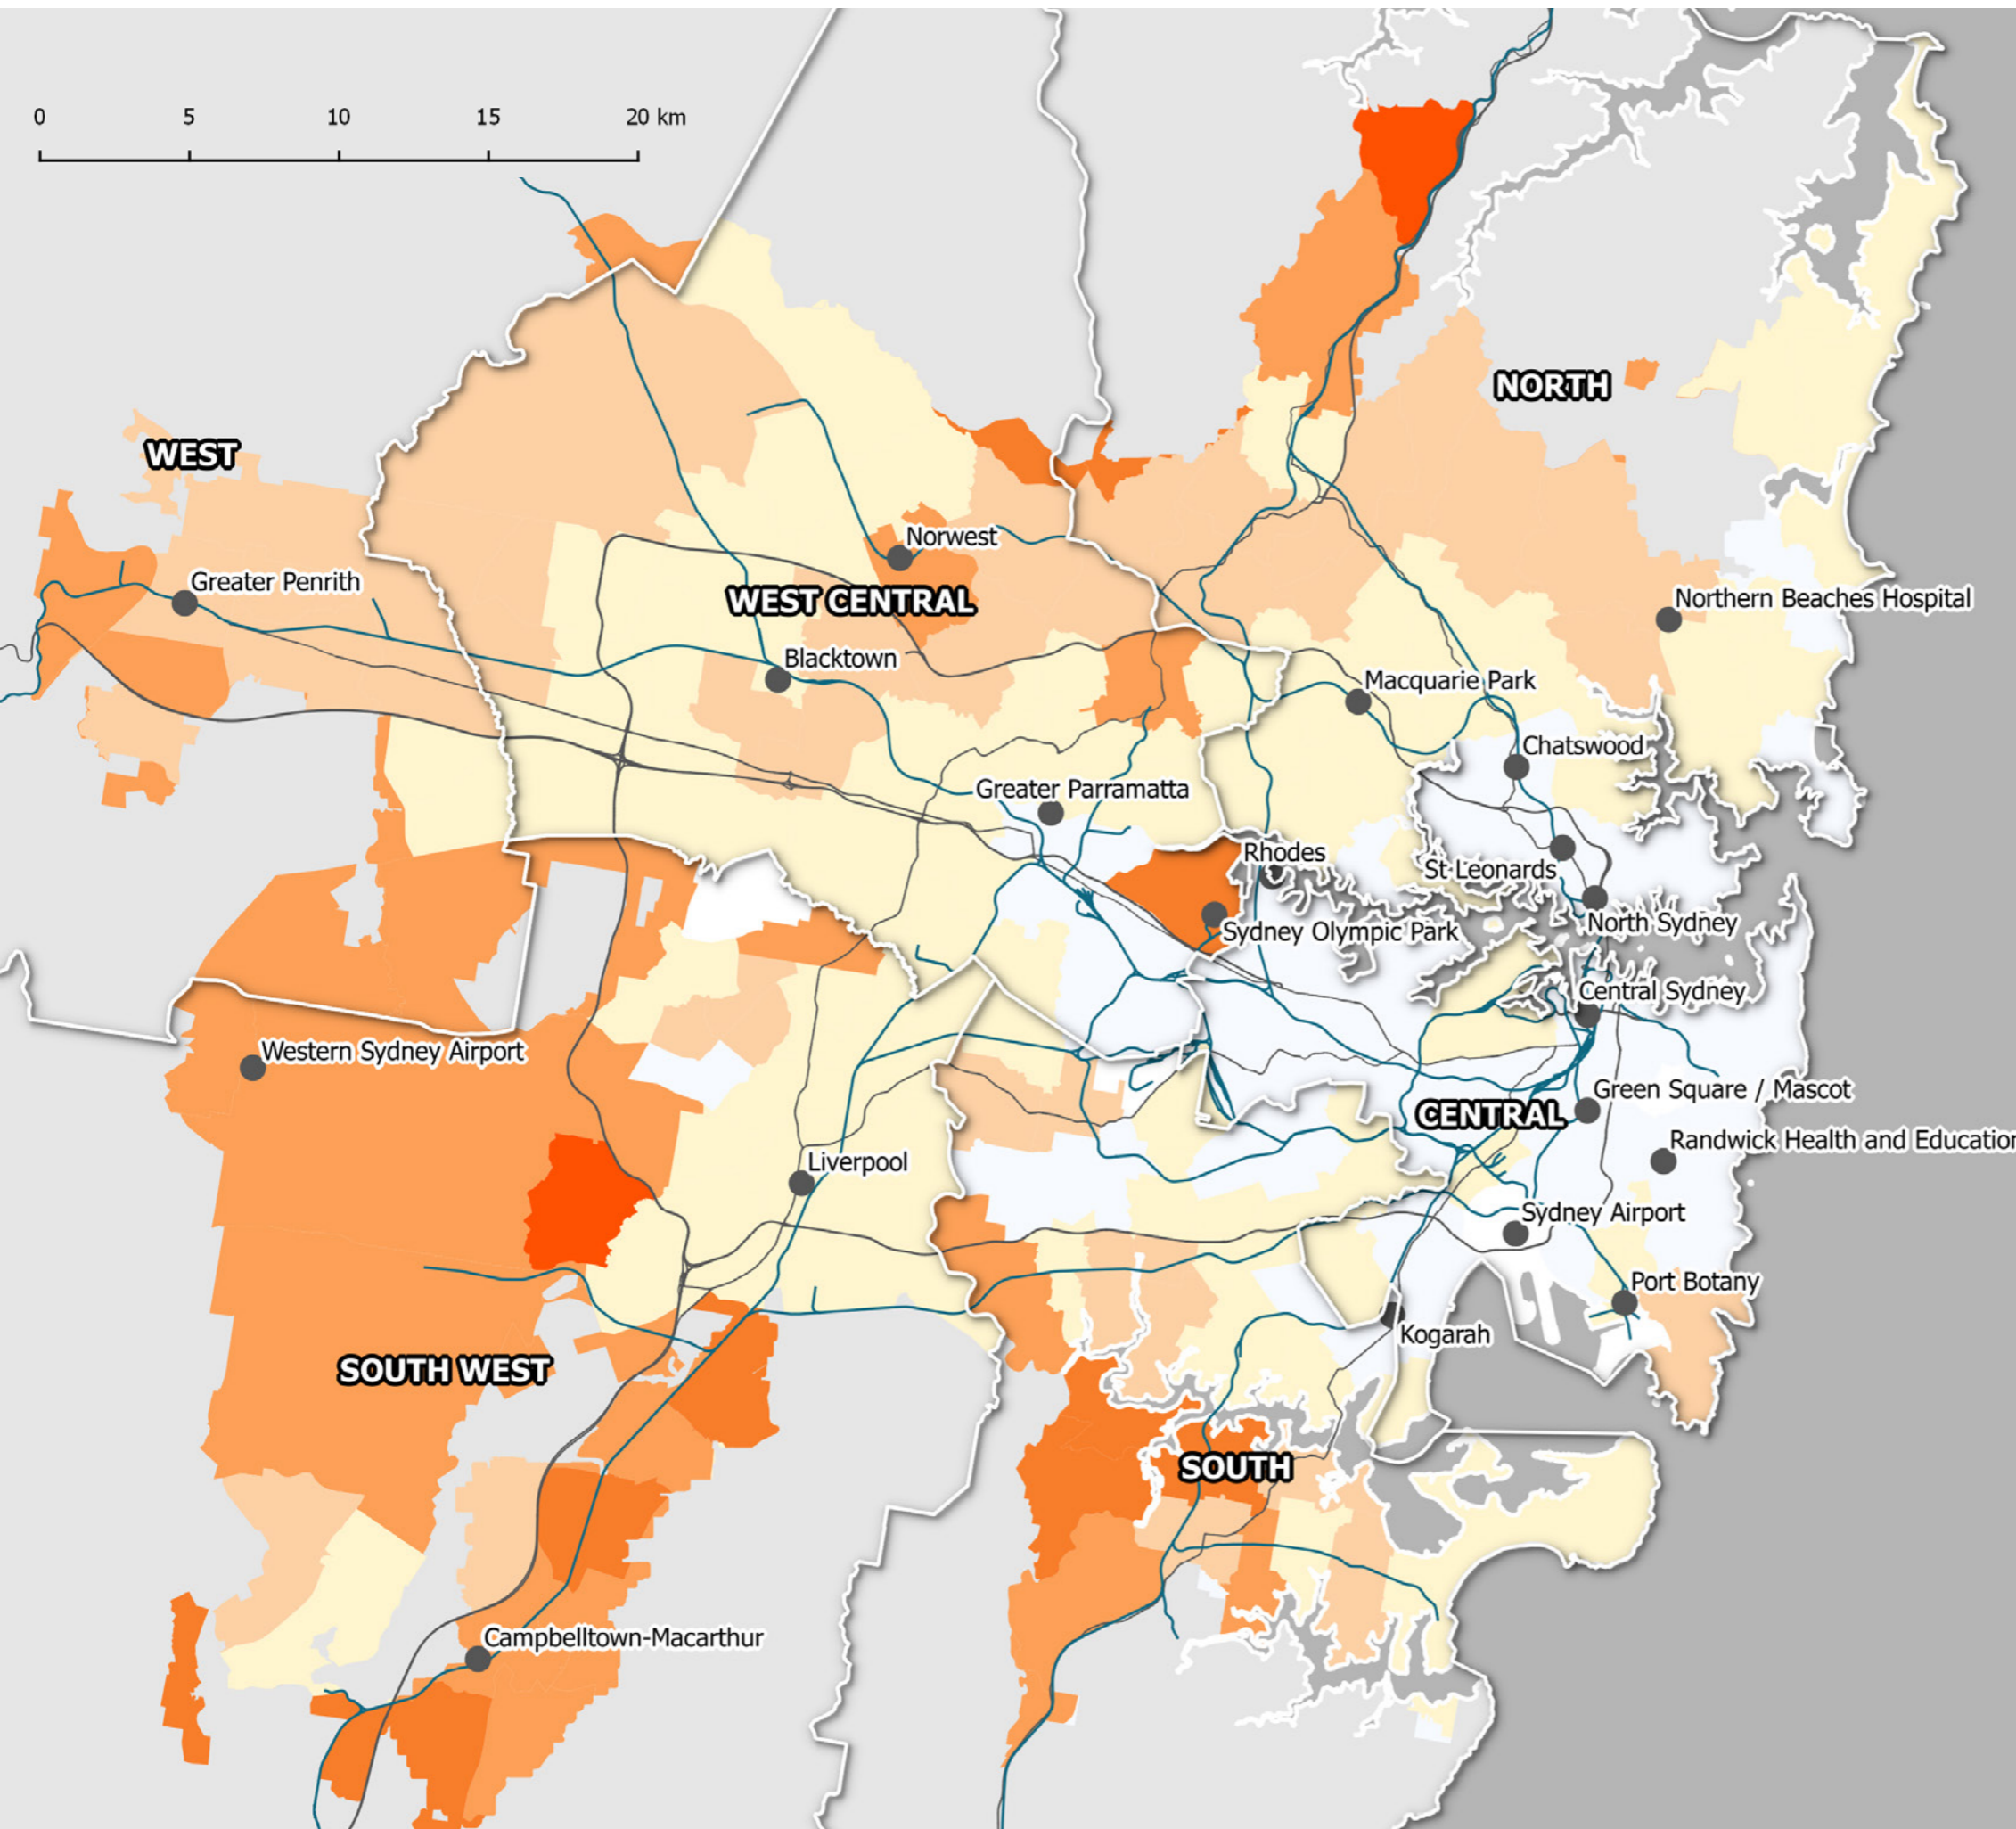 0 5 10 15 20 km
NORTH
WEST
Norwest
Greater Penrith
WEST CENTRAL
Northern Beaches Hospital
Blacktown
Macquarie Park
Chatswood
Greater Parramatta
Rhodes
St Leonards
North Sydney
Sydney Olympic Park
Central Sydney
Western Sydney Airport
Green Square / Mascot
CENTRAL
Randwick Health and Education
Liverpool
Sydney Airport
Port Botany
Kogarah
SOUTH WEST
SOUTH
Campbelltown-Macarthur